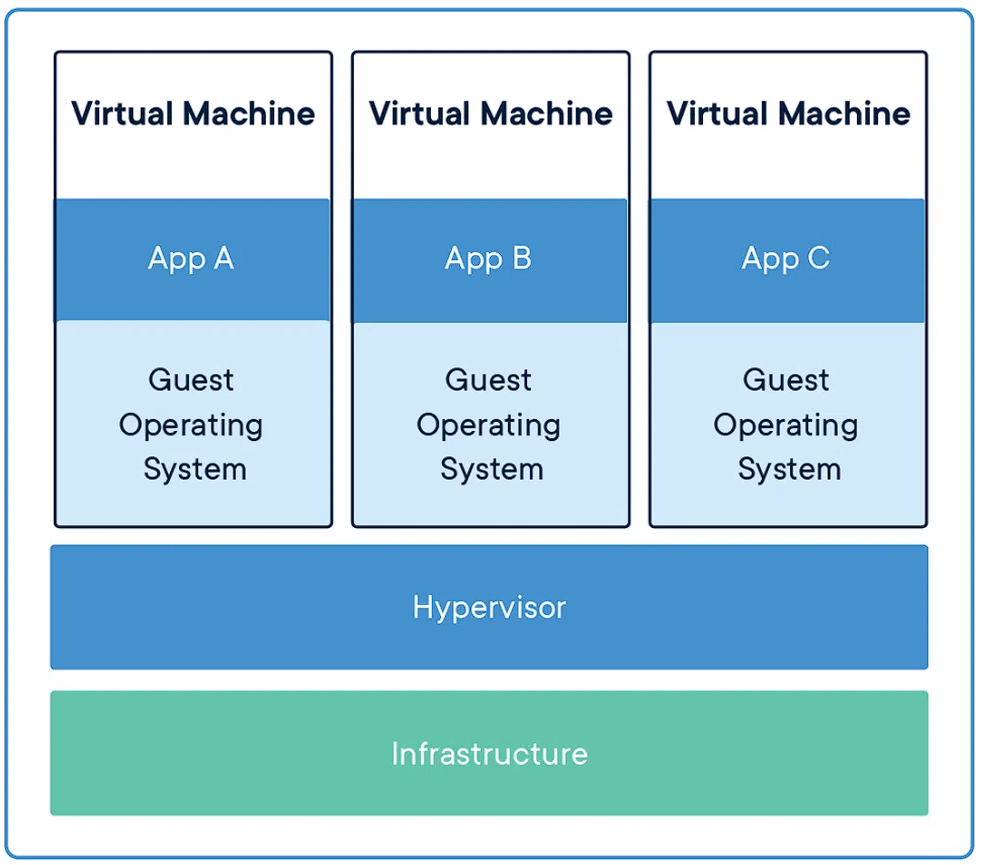 Virtual Machine
Virtual Machine
Virtual Machine
App A
App B
App C
Guest
Operating
System
Guest
Operating
System
Guest
Operating
System
Hypervisor
Infrastructure